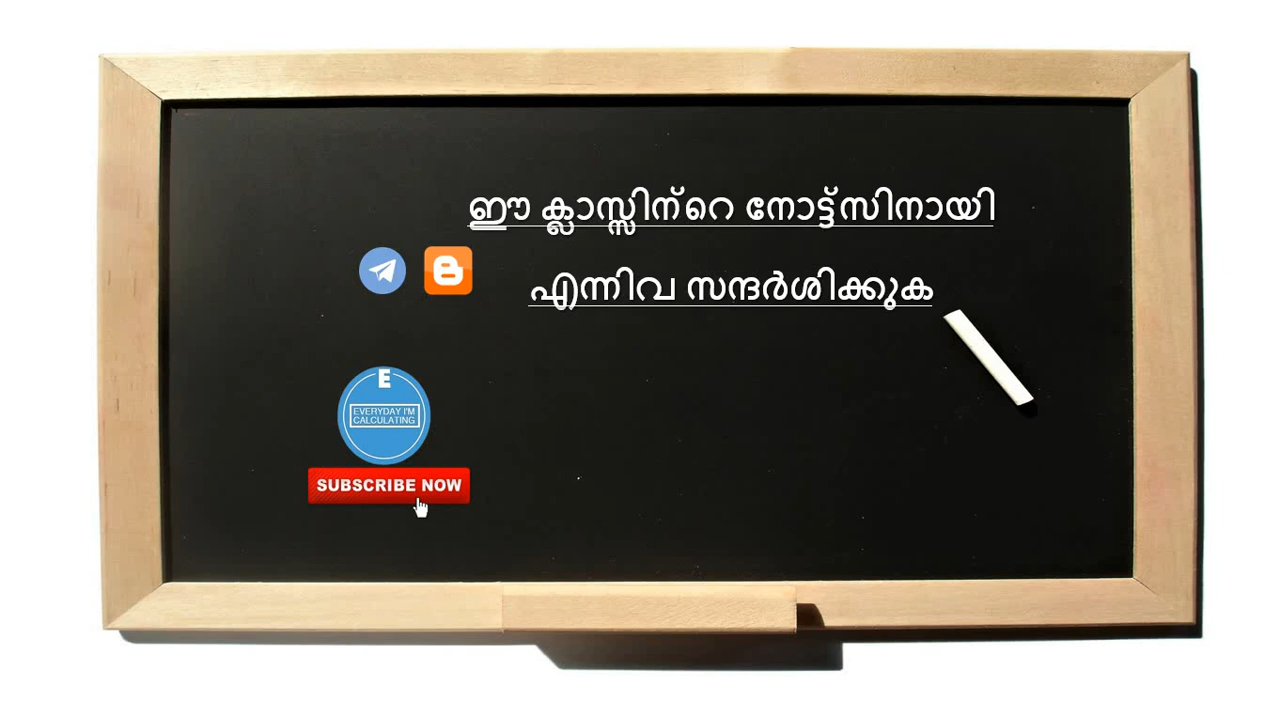 ഈ ക്ലാസ്സിന്റെ നോട്ട്സിനായി
എന്നിവ സന്ദർശിക്കുക
E
EVERYDAY I'M
CALCULATING
SUBSCRIBE NOW